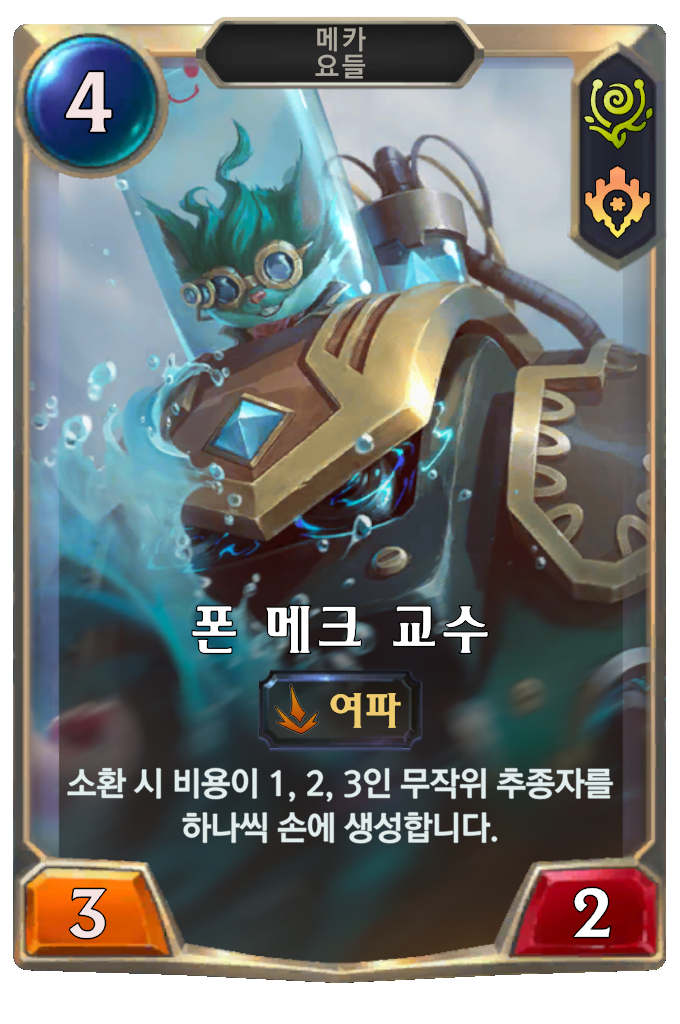 메카
요들
4
폰 메크 교수
여파
소환 시 비용이 1, 2, 3인 무작위 추종자를
하나씩 손에 생성합니다.
3
2